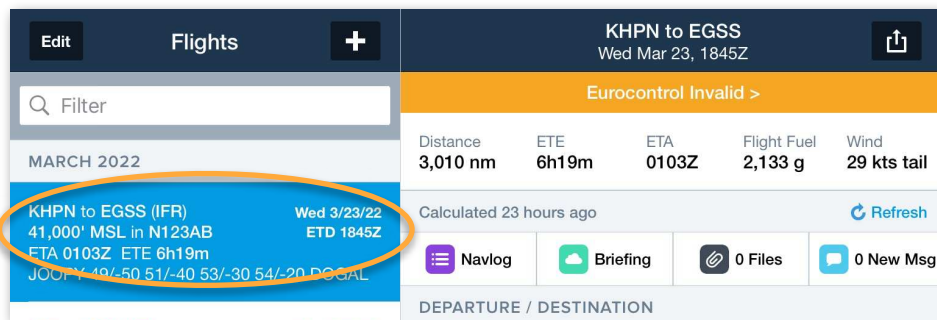 Edit
Flights
+
Filter
MARCH 2022
KHPN to EGSS (IFR)
Wed 3/23/22
41,000' MSL in N123AB
ETD 1845Z
ETA 0103Z ETE 6h19m
JOOPY 49/-50 51/-40 53/-30 54/-20 DOGAL
KHPN to EGSS
Wed Mar 23, 1845Z
Eurocontrol Invalid >
Distance
ETE
ETA
Flight Fuel
Wind
3,010 nm
6h19m
0103Z
2,133 g
29 kts tail
Calculated 23 hours ago
Refresh
Navlog
Briefing
0 Files
0 New Msg
DEPARTURE / DESTINATION